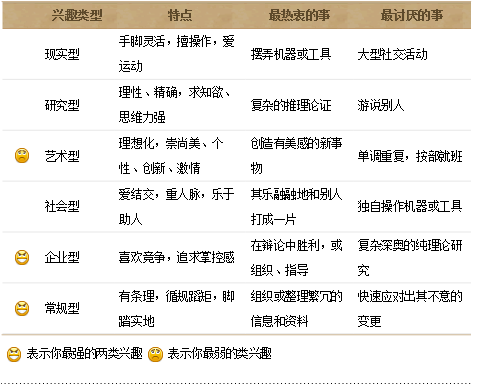 兴趣类型 特点 最热衷的事 最讨厌的事
现实型 手脚灵活，擅操作，爱运动 摆弄机器或工具 大型社交活动
研究型 理性、精确，求知欲、思维力强 复杂的推理论证 游说别人
艺术型 理想化，崇尚美、个性、创新、激情 创造有美感的新事物 单调重复，按部就班
社会型 爱结交，重人脉，乐于助人 其乐融融地和别人打成一片 独自操作机器或工具
企业型 喜欢竞争，追求掌控感 在辩论中胜利，或组织、指导 复杂深奥的纯理论研究
常规型 有条理，循规蹈矩，脚踏实地 组织或整理繁冗的信息和资料 快速应对出其不意的变更
表示你最强的两类兴趣 表示你最弱的类兴趣